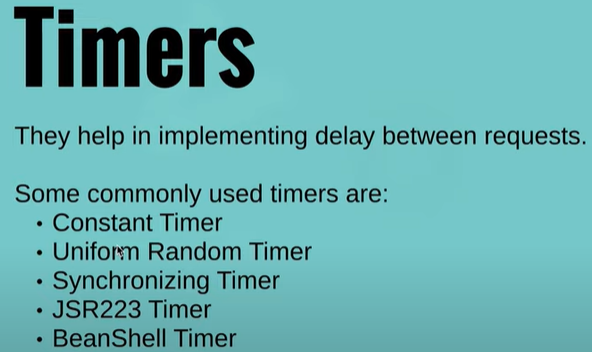 Timers
They help in implementing delay between requests.
Some commonly used timers are:
• Constant Timer
• Uniform Random Timer
• Synchronizing Timer
• JSR223 Timer
• BeanShell Timer